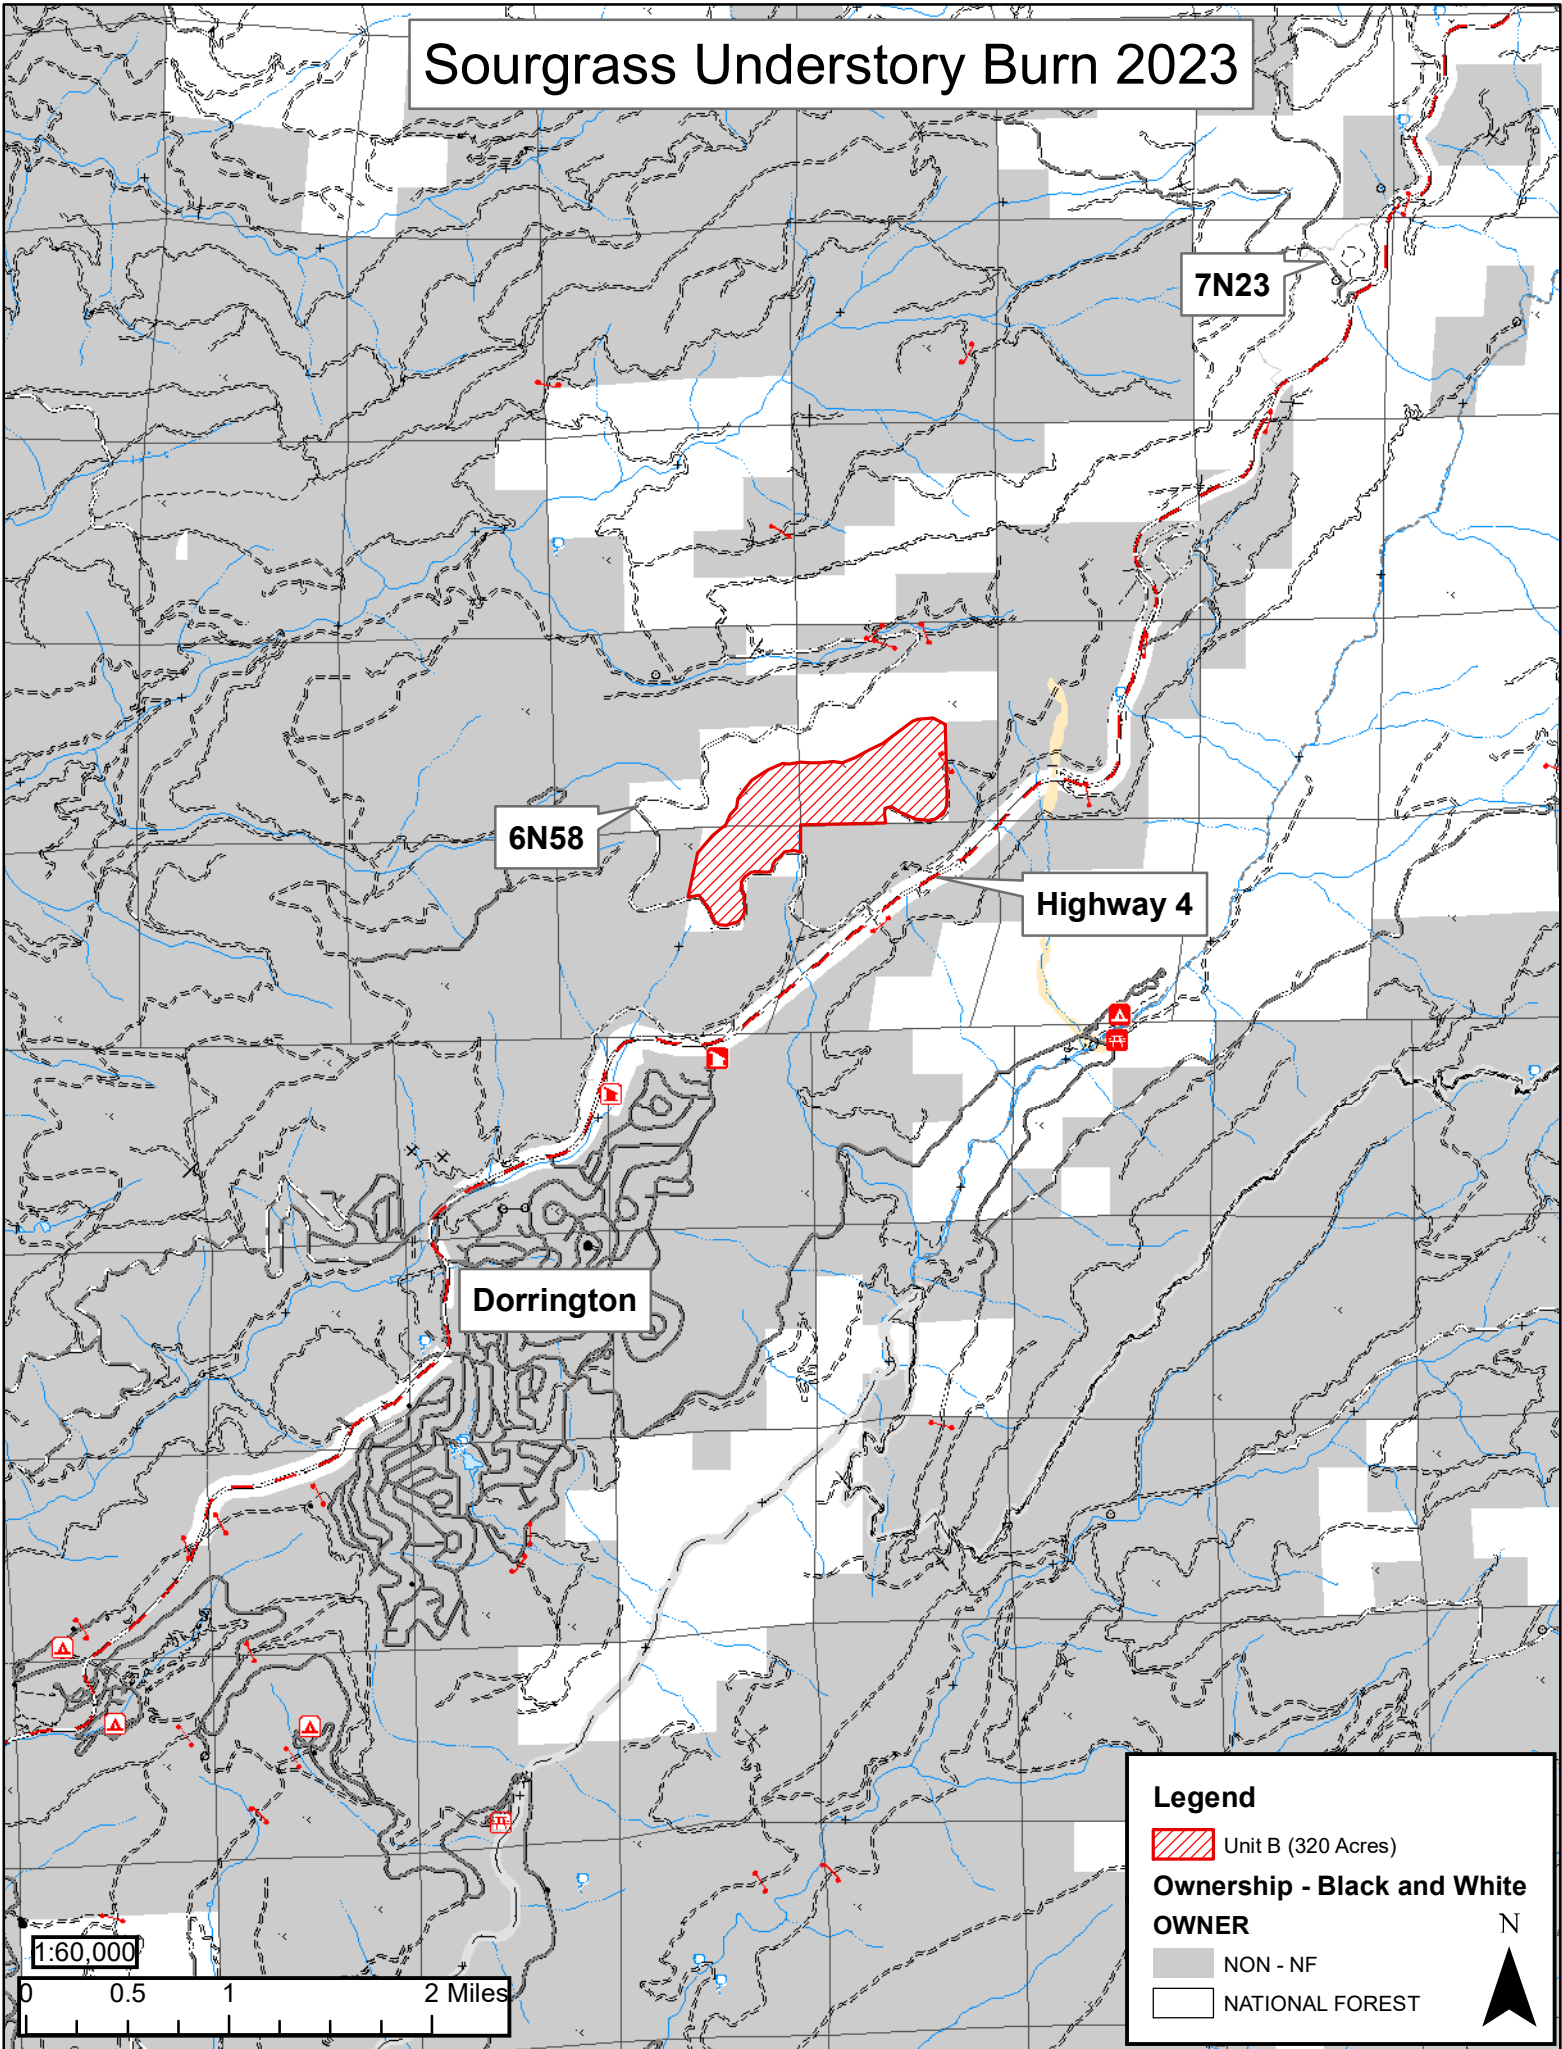 Sourgrass Understory Burn 2023
7N23
6N58
Highway 4
Dorrington
Legend
Unit B (320 Acres)
Ownership - Black and White
OWNER
NON - NF
NATIONAL FOREST
N
1:60,000
0 0.5 1 2 Miles